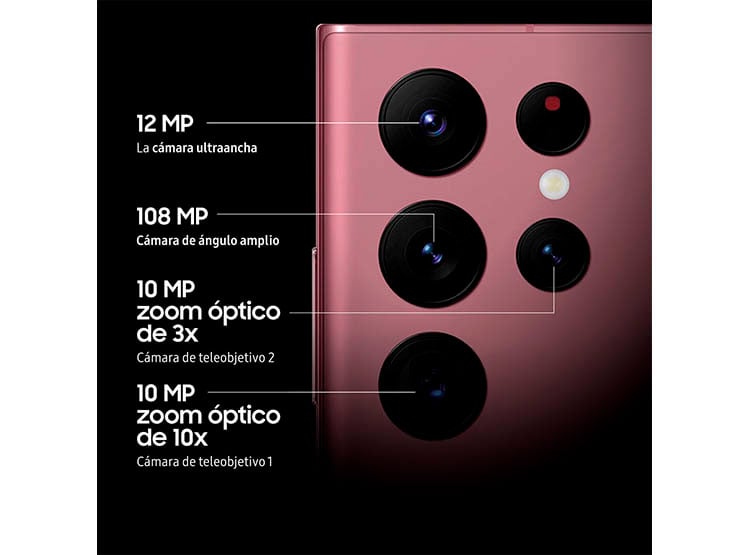 12 MP
La cámara ultraancha
108 MP
Cámara de ángulo amplio
10 MP
zoom óptico
de 3x
Cámara de teleobjetivo 2
10 MP
zoom óptico
de 10x
Cámara de teleobjetivo 1